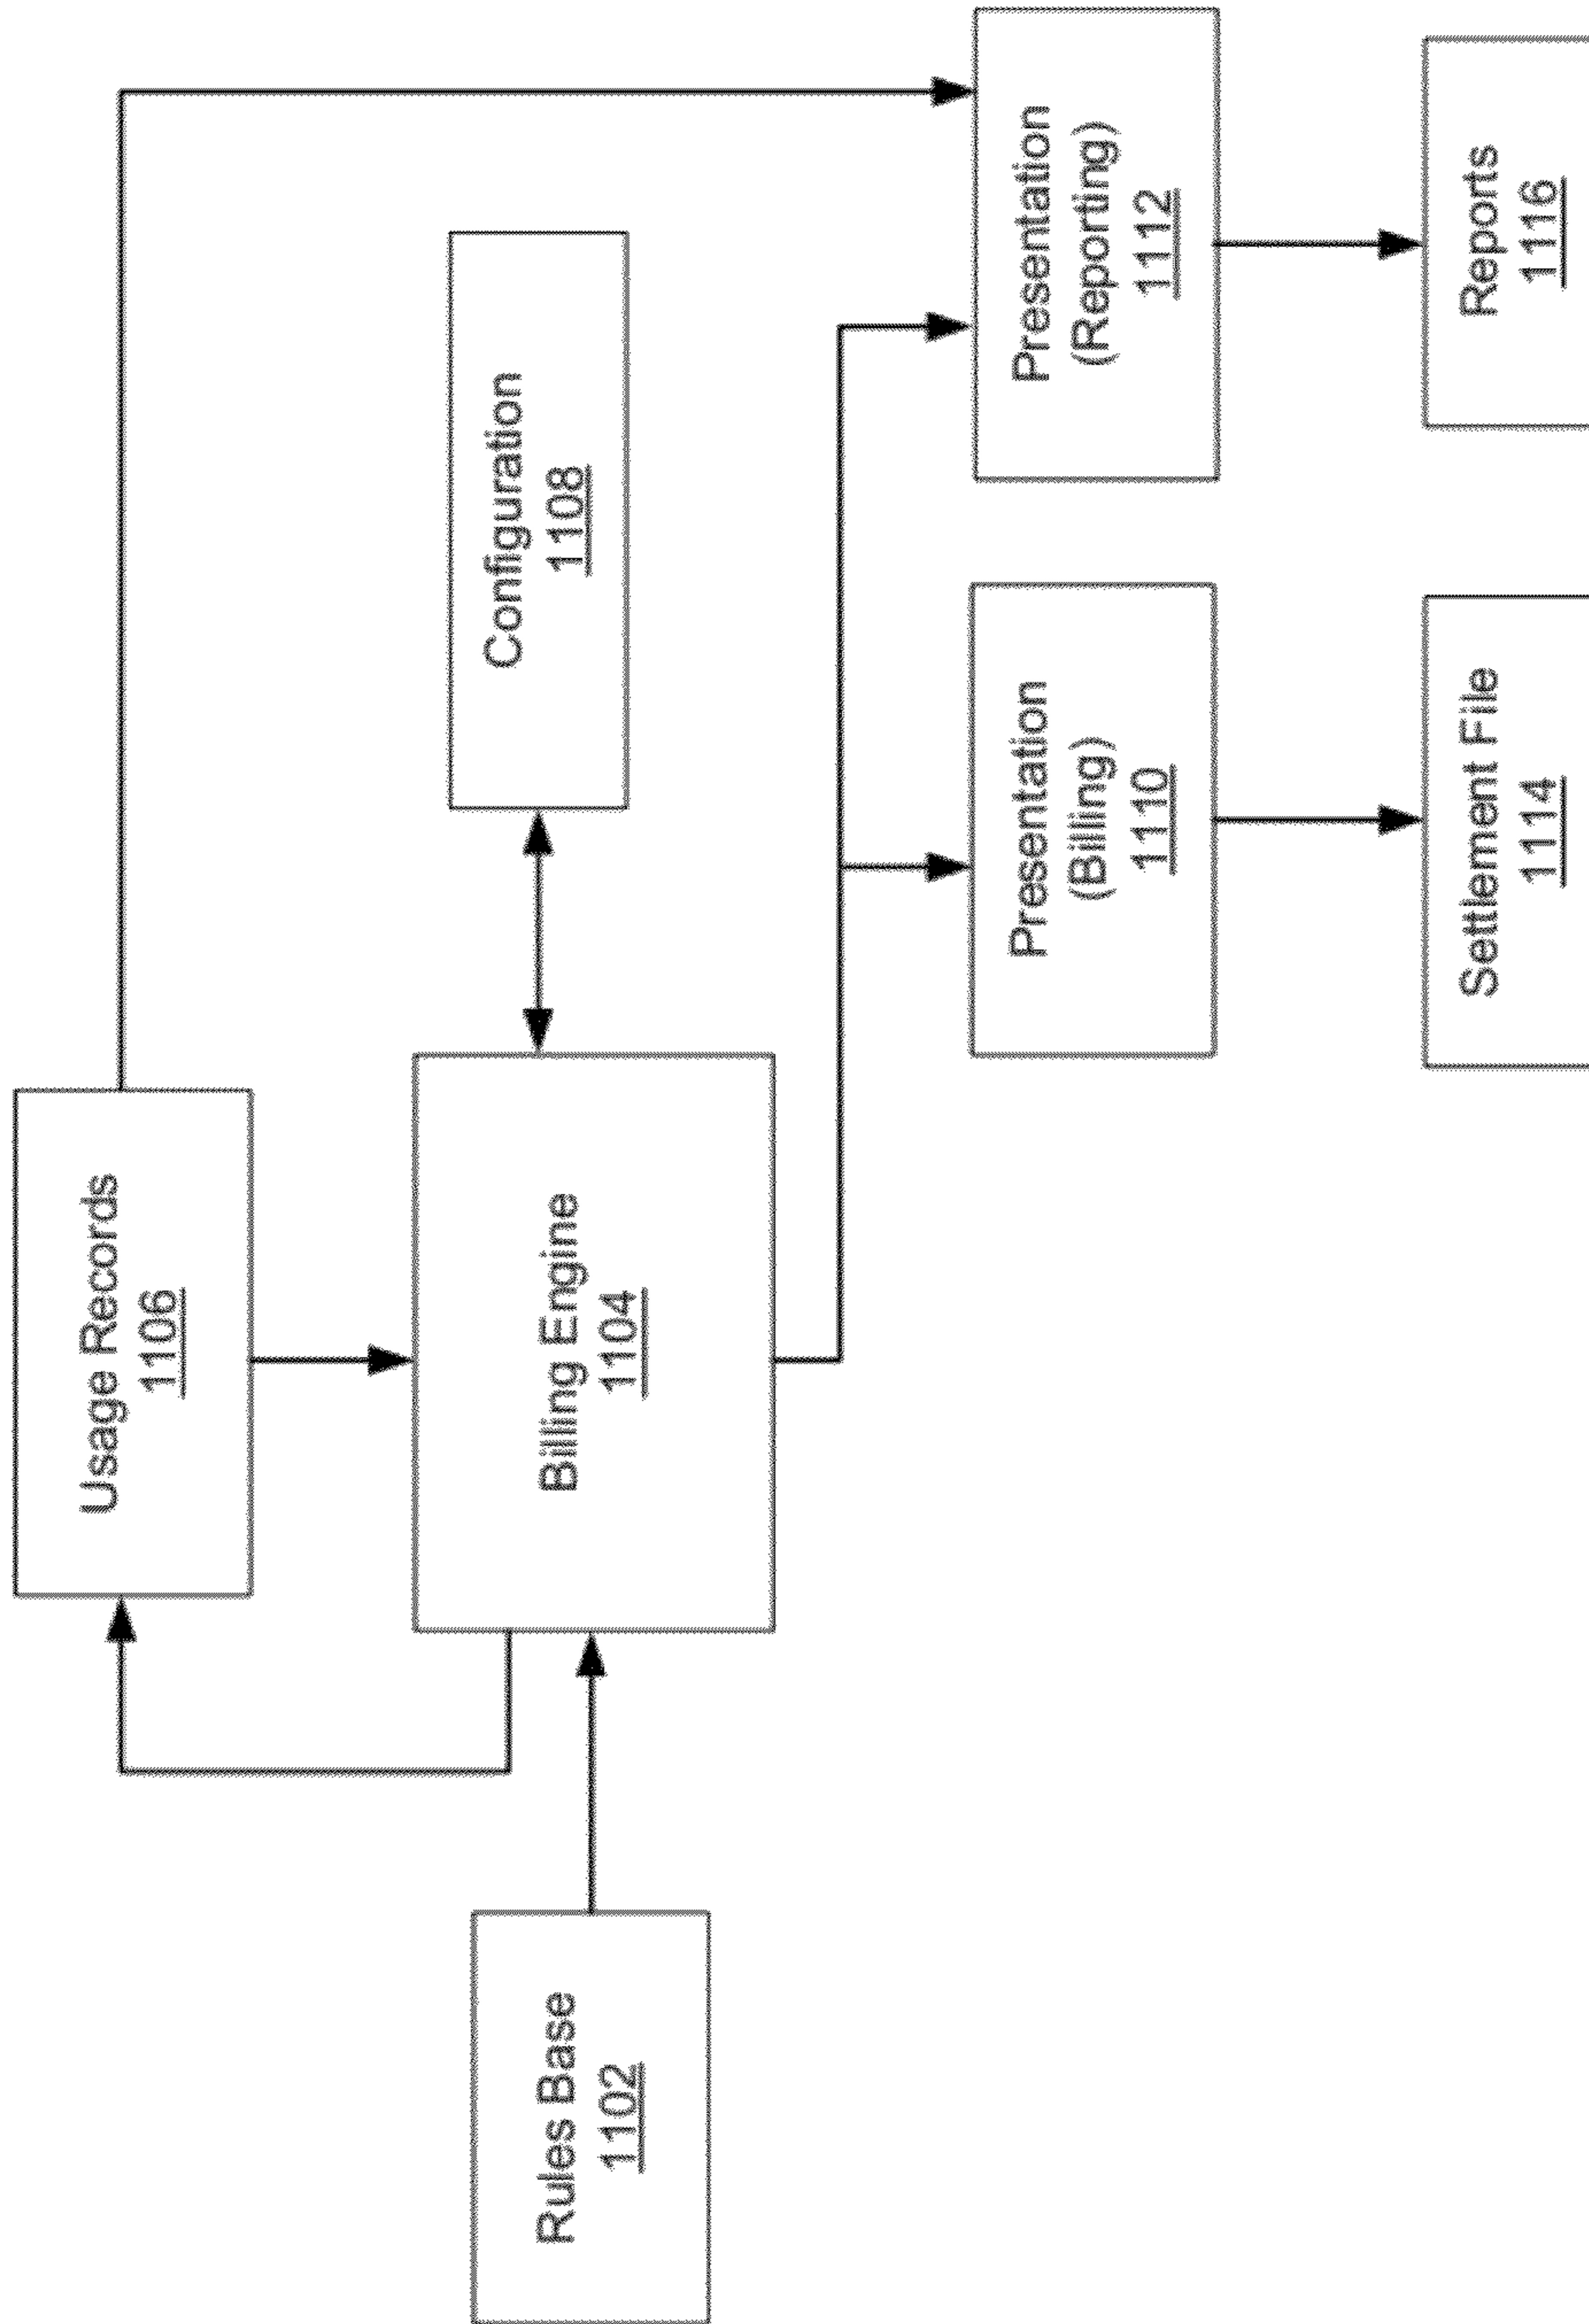 Usage Records
1106
Rules Base
1102
Billing Engine
1104
Configuration
1108
Presentation
(Billing)
1110
Presentation
(Reporting)
1112
Settlement File
1114
Reports
1116